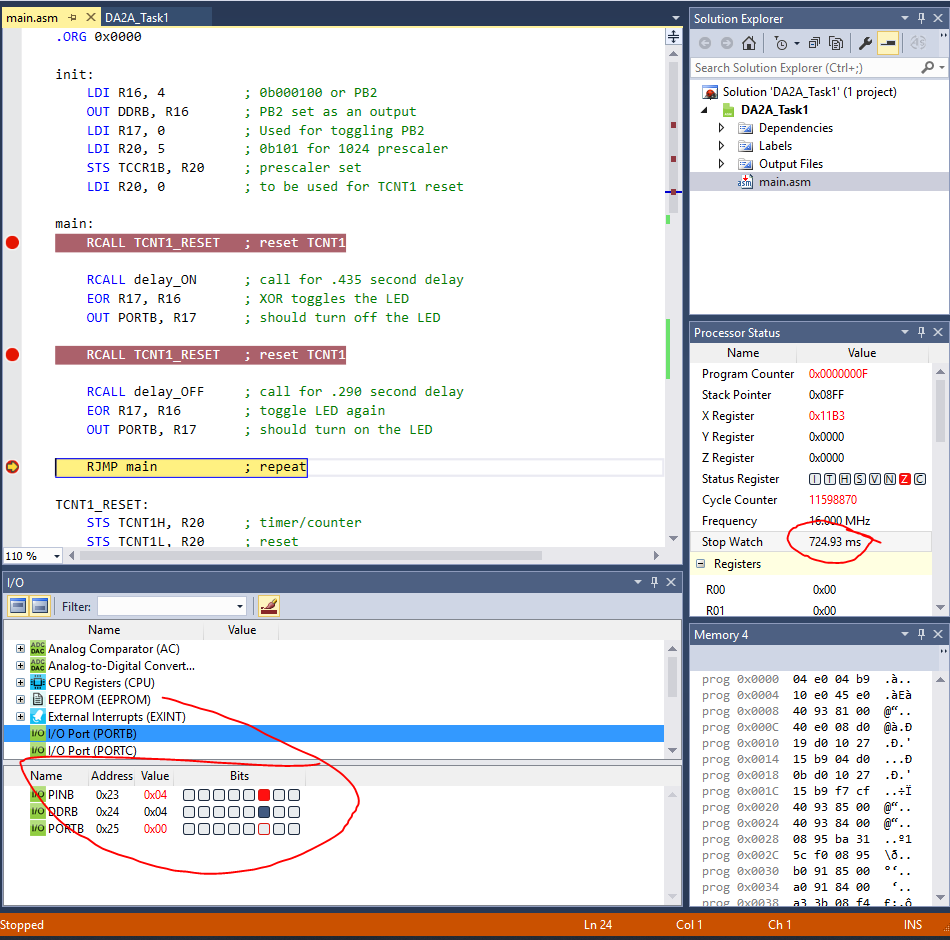 main.asm
DA2A_Task1
.ORG 0x0000
init:
LDI R16, 4 ; 0b000100 or PB2
OUT DDRB, R16 ; PB2 set as an output
LDI R17, 0 ; Used for toggling PB2
LDI R20, 5 ; 0b101 for 1024 prescaler
STS TCCR1B, R20 ; prescaler set
LDI R20, 0 ; to be used for TCNT1 reset
main:
RCALL TCNT1_RESET ; reset TCNT1
RCALL delay_ON ; call for .435 second delay
EOR R17, R16 ; XOR toggles the LED
OUT PORTB, R17 ; should turn off the LED
RCALL TCNT1_RESET ; reset TCNT1
RCALL delay_OFF ; call for .290 second delay
EOR R17, R16 ; toggle LED again
OUT PORTB, R17 ; should turn on the LED
RJMP main ; repeat
TCNT1_RESET:
STS TCNT1H, R20 ; timer/counter
STS TCNT1L, R20 ; reset
110 %
I/O
Filter:
Name Value
Analog Comparator (AC)
Analog-to-Digital Convert...
CPU Registers (CPU)
EEPROM (EEPROM)
External Interrupts (EXINT)
I/O Port (PORTB)
I/O Port (PORTC)
Name Address Value Bits
PINB 0x23 0x04
DDRB 0x24 0x04
PORTB 0x25 0x00
Solution Explorer
Search Solution Explorer (Ctrl+;)
Solution 'DA2A_Task1' (1 project)
DA2A_Task1
Dependencies
Labels
Output Files
main.asm
Processor Status
Name Value
Program Counter 0x0000000F
Stack Pointer 0x08FF
X Register 0x11B3
Y Register 0x0000
Z Register 0x0000
Status Register I T H S V N Z C
Cycle Counter 11598870
Frequency 16.000 MHz
Stop Watch 724.93 ms
Registers
R00 0x00
R01 0x00
Memory 4
prog 0x0000 04 e0 04 b9 .à..
prog 0x0004 10 e0 45 e0 .àEà
prog 0x0008 40 93 81 00 @“..
prog 0x000C 40 e0 08 d0 @à.Ð
prog 0x0010 19 d0 10 27 .Ð.'
prog 0x0014 15 b9 04 d0 ...Ð
prog 0x0018 0b d0 10 27 .Ð.'
prog 0x001C 15 b9 f7 cf ..÷Ï
prog 0x0020 40 93 85 00 @“..
prog 0x0024 40 93 84 00 @“..
prog 0x0028 08 95 ba 31 ..º1
prog 0x002C 5c f0 08 95 \ð..
prog 0x0030 b0 91 85 00 °‘..
prog 0x0034 a0 91 84 00 ‘..
prog 0x0038 a3 3b 08 f4 £;.ô
Stopped
Ln 24
Col 1
Ch 1
INS